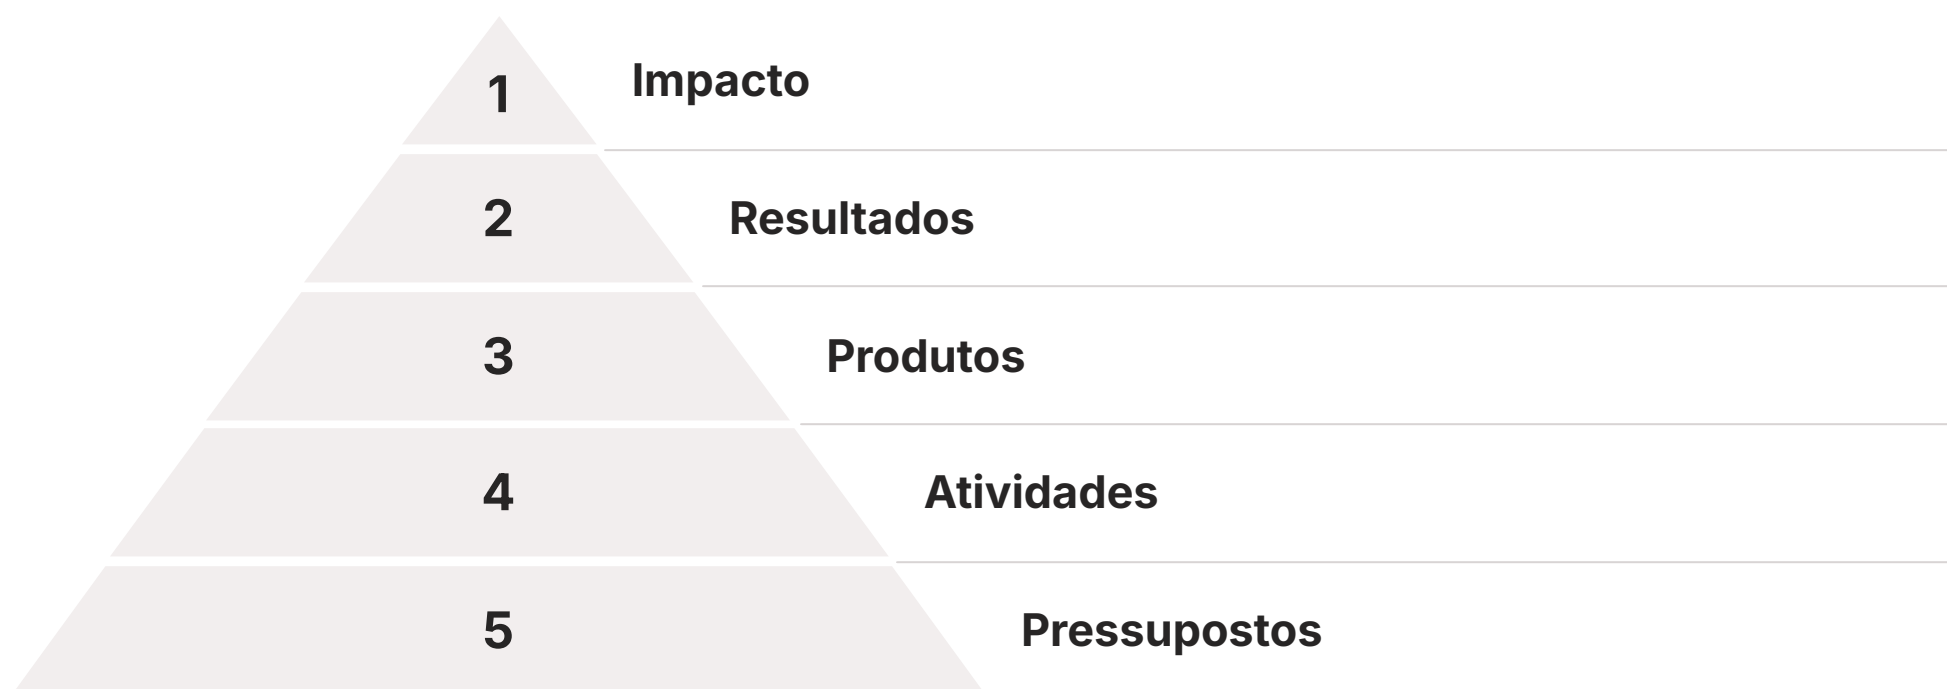 1 Impacto
2 Resultados
3 Produtos
4 Atividades
5 Pressupostos